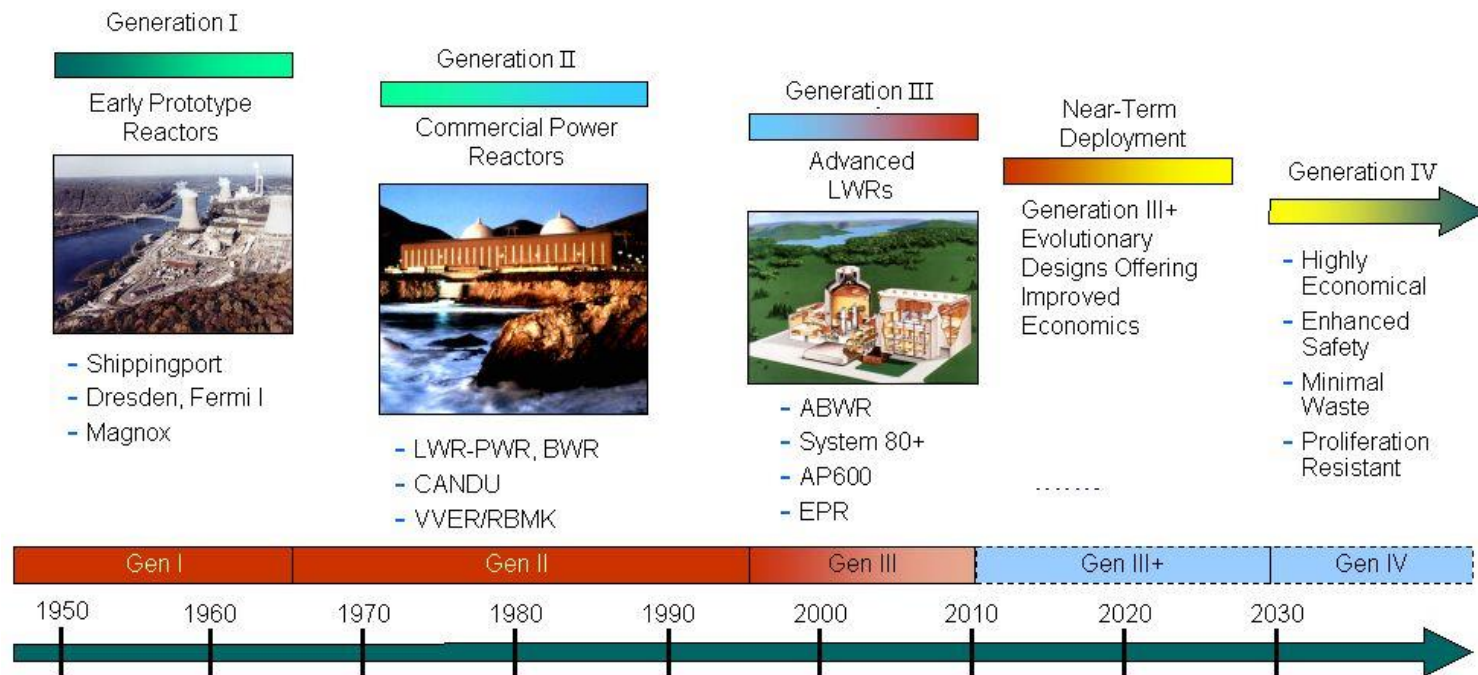 Generation I
Early Prototype
Reactors
- Shippingport
- Dresden, Fermi I
- Magnox
Generation II
Commercial Power
Reactors
- LWR-PWR, BWR
- CANDU
- VVER/RBMK
Generation III
Advanced
LWRs
- ABWR
- System 80+
- AP600
- EPR
Near-Term
Deployment
Generation III+
Evolutionary
Designs Offering
Improved
Economics
Generation IV
- Highly
Economical
- Enhanced
Safety
- Minimal
Waste
- Proliferation
Resistant
Gen I
Gen II
Gen III
Gen III+
Gen IV
1950
1960
1970
1980
1990
2000
2010
2020
2030